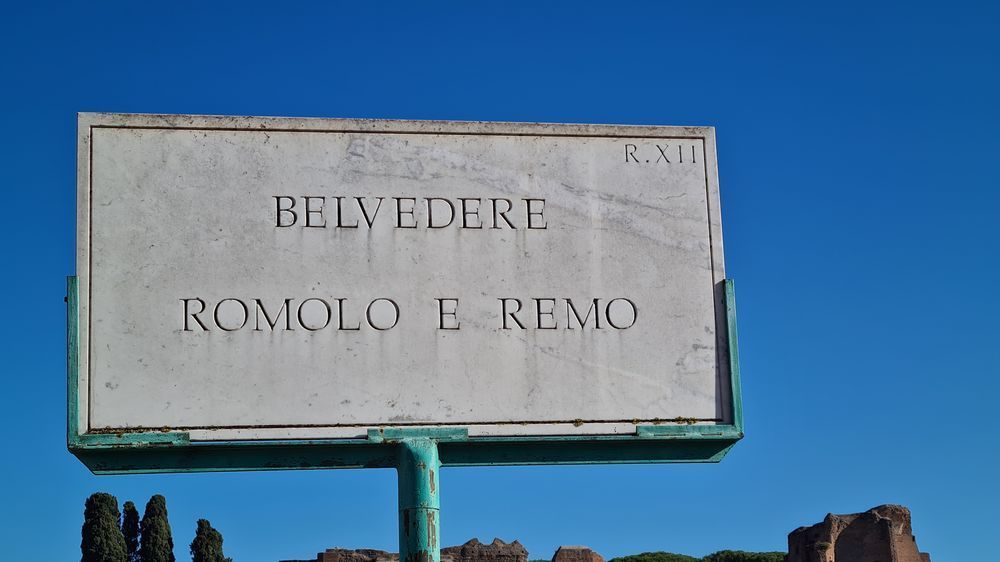 R.XII
BELVEDERE
ROMOLO E REMO